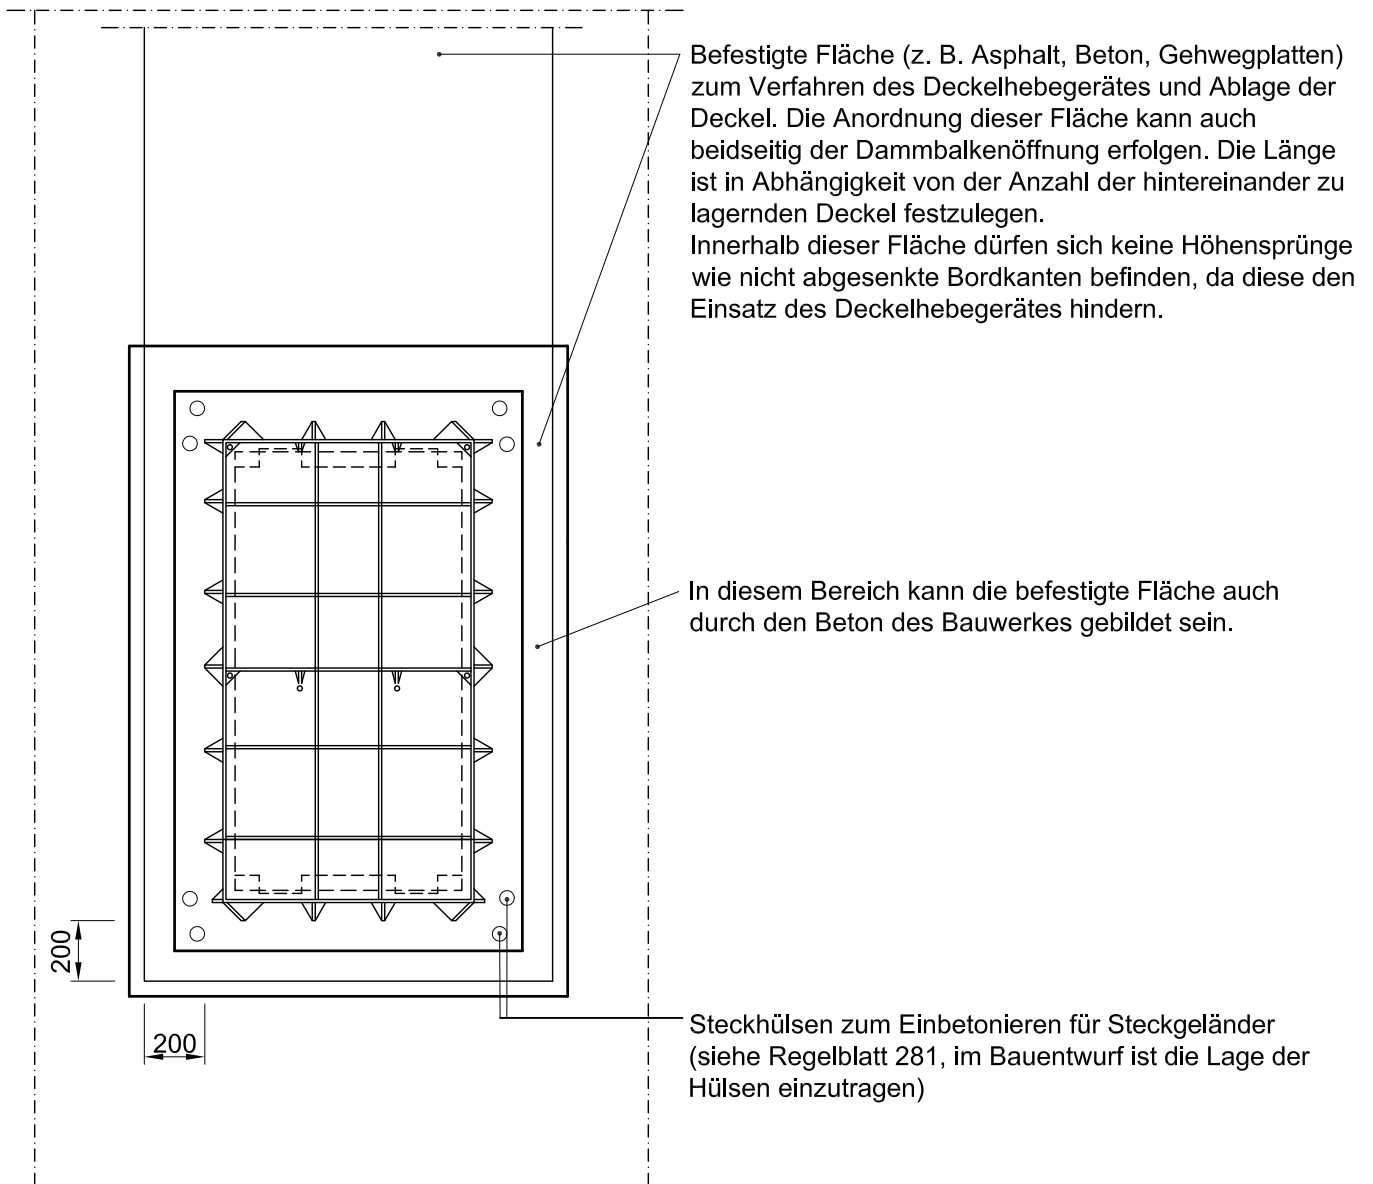 Befestigte Fläche (z. B. Asphalt, Beton, Gehwegplatten)
zum Verfahren des Deckelhebegerätes und Ablage der
Deckel. Die Anordnung dieser Fläche kann auch
beidseitig der Dammbalkenöffnung erfolgen. Die Länge
ist in Abhängigkeit von der Anzahl der hintereinander zu
lagernden Deckel festzulegen.
Innerhalb dieser Fläche dürfen sich keine Höhensprünge
wie nicht abgesenkte Bordkanten befinden, da diese den
Einsatz des Deckelhebegerätes hindern.
In diesem Bereich kann die befestigte Fläche auch
durch den Beton des Bauwerkes gebildet sein.
200
200
Steckhülsen zum Einbetonieren für Steckgeländer
(siehe Regelblatt 281, im Bauentwurf ist die Lage der
Hülsen einzutragen)